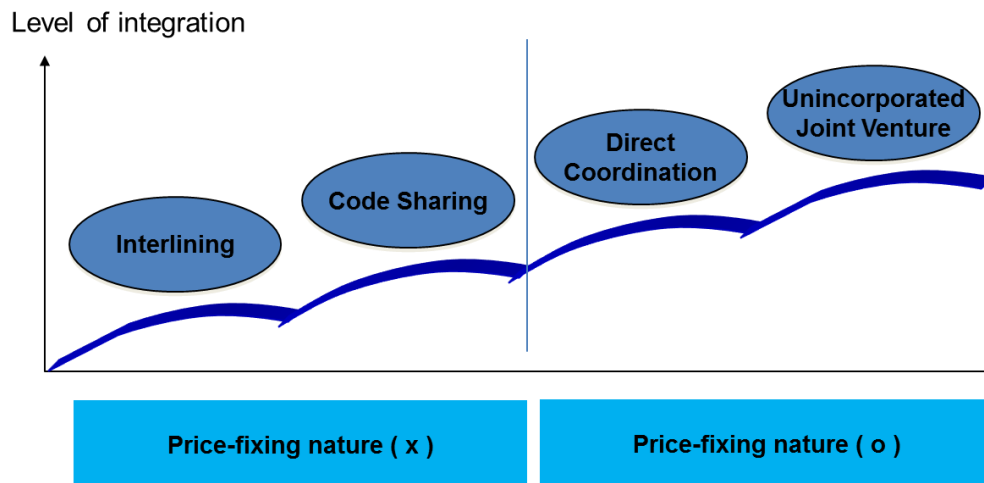 Level of integration
Unincorporated
Joint Venture
Direct
Coordination
Code Sharing
Interlining
Price-fixing nature ( x )
Price-fixing nature ( o )